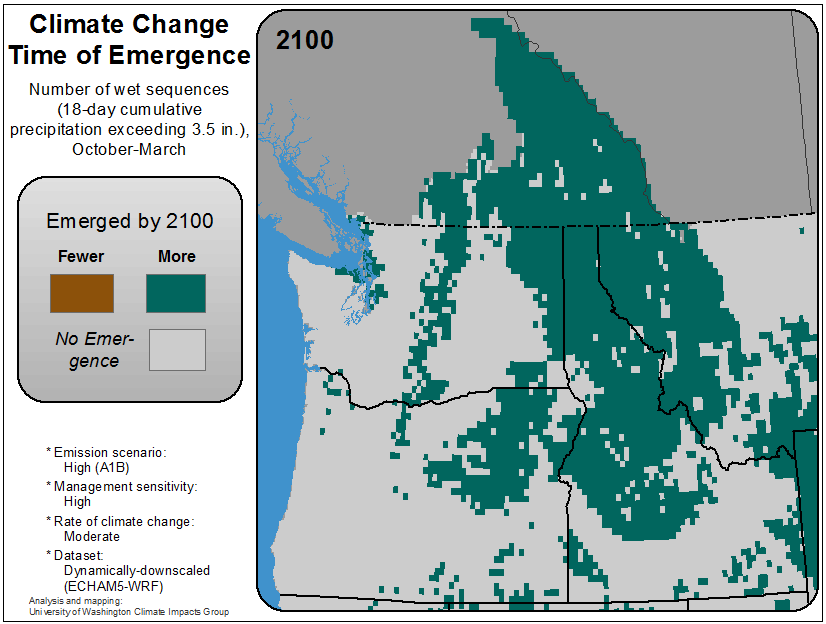 Climate Change
Time of Emergence
Number of wet sequences
(18-day cumulative
precipitation exceeding 3.5 in.),
October-March
2100
Emerged by 2100
Fewer
More
No Emer-
gence
* Emission scenario:
High (A1B)
* Management sensitivity:
High
* Rate of climate change:
Moderate
* Dataset:
Dynamically-downscaled
(ECHAM5-WRF)
Analysis and mapping:
University of Washington Climate Impacts Group